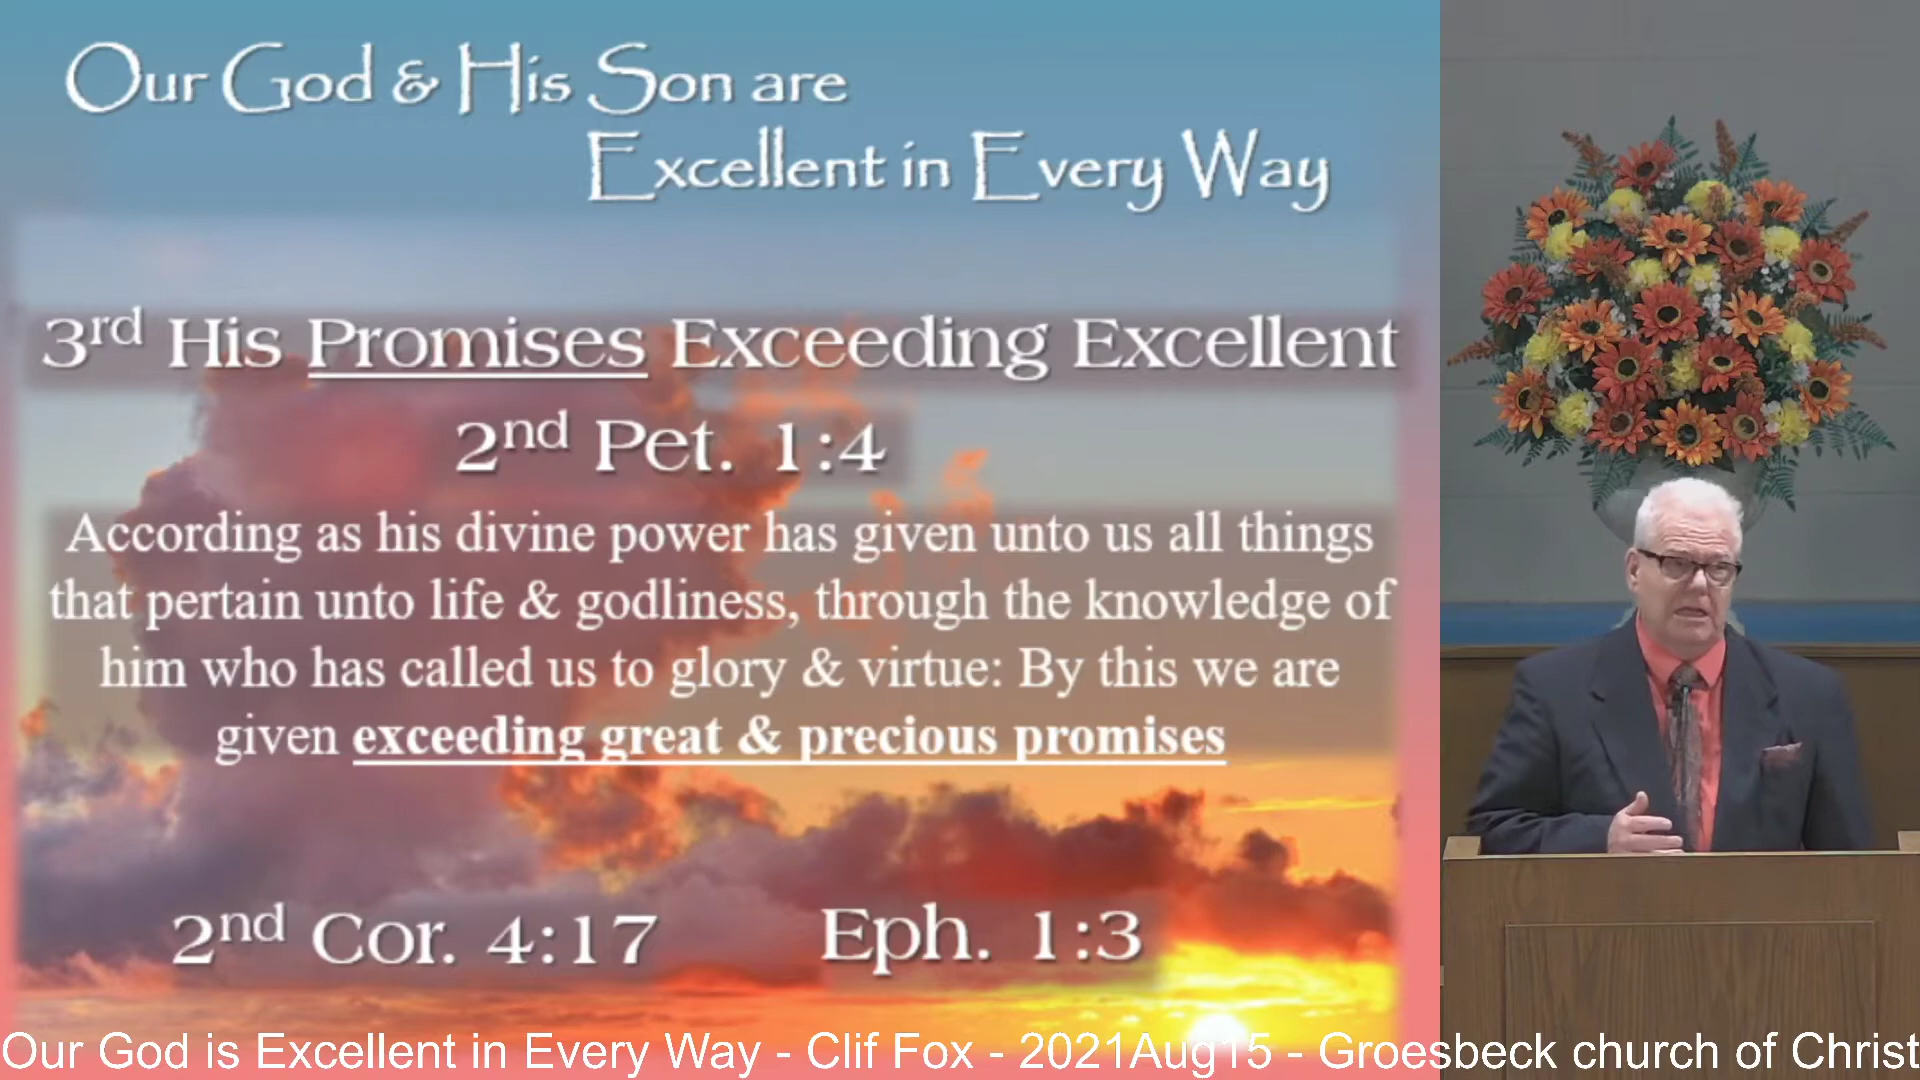 Our God & His Son are
Excellent in Every Way
3rd His Promises Exceeding Excellent
2nd Pet. 1:4
According as his divine power has given unto us all things
that pertain unto life & godliness, through the knowledge of
him who has called us to glory & virtue: By this we are
given exceeding great & precious promises
2nd Cor. 4:17 Eph. 1:3
Our God is Excellent in Every Way - Clif Fox - 2021Aug15 - Groesbeck church of Christ